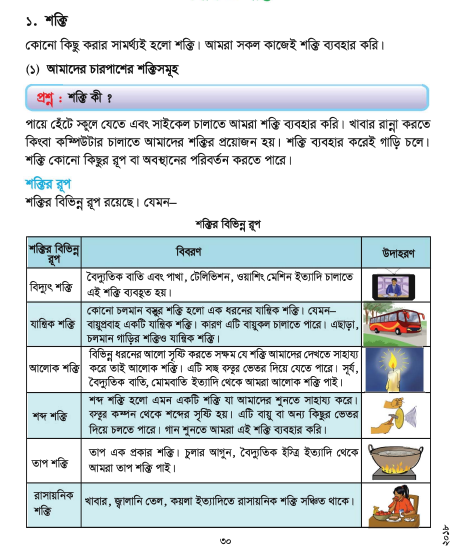 ১. শক্তি
কোনো কিছু করার সামর্থ্যই হলো শক্তি। আমরা সকল কাজেই শক্তি ব্যবহার করি।
(১) আমাদের চারপাশের শক্তিসমূহ
প্রশ্ন : শক্তি কী ?
পায়ে হেঁটে স্কুলে যেতে এবং সাইকেল চালাতে আমরা শক্তি ব্যবহার করি। খাবার রান্না করতে
কিংবা কম্পিউটার চালাতে আমাদের শক্তির প্রয়োজন হয়। শক্তি ব্যবহার করেই গাড়ি চলে।
শক্তি কোনো কিছুর রূপ বা অবস্থানের পরিবর্তন করতে পারে।
শক্তির রূপ
শক্তির বিভিন্ন রূপ রয়েছে। যেমন–
শক্তির বিভিন্ন রূপ
শক্তির বিভিন্ন রূপ
বিবরণ
উদাহরণ
বিদ্যুৎ শক্তি
বৈদ্যুতিক বাতি এবং পাখা, টেলিভিশন, ওয়াশিং মেশিন ইত্যাদি চালাতে
এই শক্তি ব্যবহৃত হয়।
যান্ত্রিক শক্তি
কোনো চলমান বস্তুর শক্তি হলো এক ধরনের যান্ত্রিক শক্তি। যেমন–
বায়ুপ্রবাহ একটি যান্ত্রিক শক্তি। কারণ এটি বায়ুকল চালাতে পারে। এছাড়া,
চলমান গাড়ির শক্তিও যান্ত্রিক শক্তি।
আলোক শক্তি
বিভিন্ন ধরনের আলো সৃষ্টি করতে সক্ষম যে শক্তি আমাদের দেখতে সাহায্য
করে তাই আলোক শক্তি। এটি স্বচ্ছ বস্তুর ভেতর দিয়ে যেতে পারে। সূর্য,
বৈদ্যুতিক বাতি, মোমবাতি ইত্যাদি থেকে আমরা আলোক শক্তি পাই।
শব্দ শক্তি
শব্দ শক্তি হলো এমন একটি শক্তি যা আমাদের শুনতে সাহায্য করে।
বস্তুর কম্পন থেকে শব্দের সৃষ্টি হয়। এটি বায়ু বা অন্য কিছুর ভেতর
দিয়ে চলতে পারে। গান শুনতে আমরা এই শক্তি ব্যবহার করি।
তাপ শক্তি
তাপ এক প্রকার শক্তি। চুলার আগুন, বৈদ্যুতিক ইস্ত্রি ইত্যাদি থেকে
আমরা তাপ শক্তি পাই।
রাসায়নিক
শক্তি
খাবার, জ্বালানি তেল, কয়লা ইত্যাদিতে রাসায়নিক শক্তি সঞ্চিত থাকে।
৩০
২০১৮